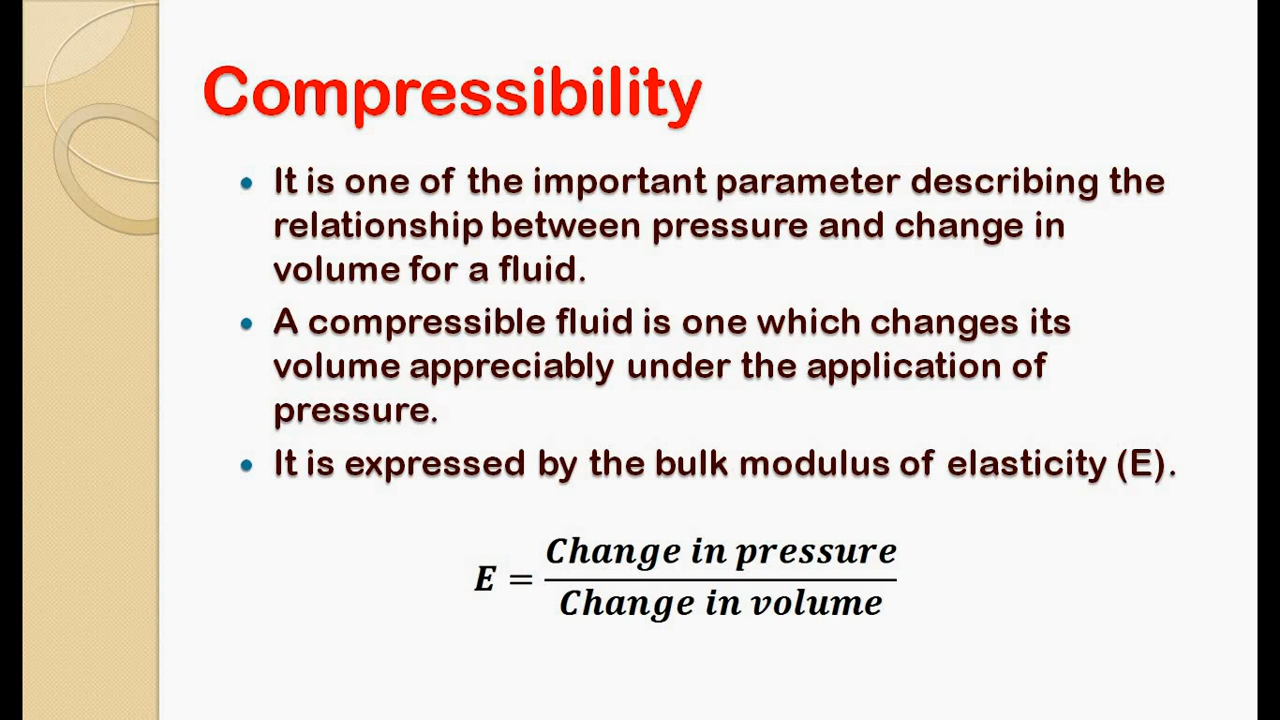 Compressibility
• It is one of the important parameter describing the
relationship between pressure and change in
volume for a fluid.
• A compressible fluid is one which changes its
volume appreciably under the application of
pressure.
• It is expressed by the bulk modulus of elasticity (E).
E = Change in pressure / Change in volume